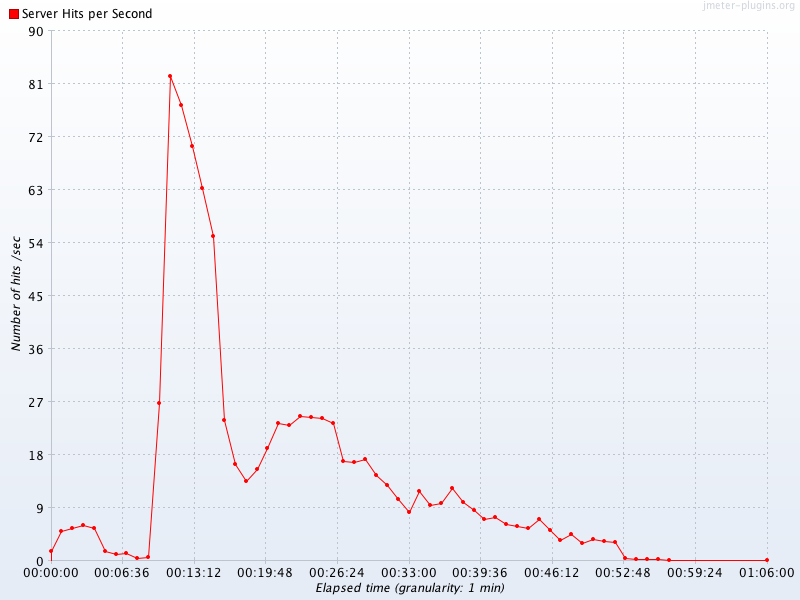 jmeter-plugins.org
Server Hits per Second
90
81
72
63
54
45
36
27
18
9
0
Number of hits /sec
00:00:00 00:06:36 00:13:12 00:19:48 00:26:24 00:33:00 00:39:36 00:46:12 00:52:48 00:59:24 01:06:00
Elapsed time (granularity: 1 min)